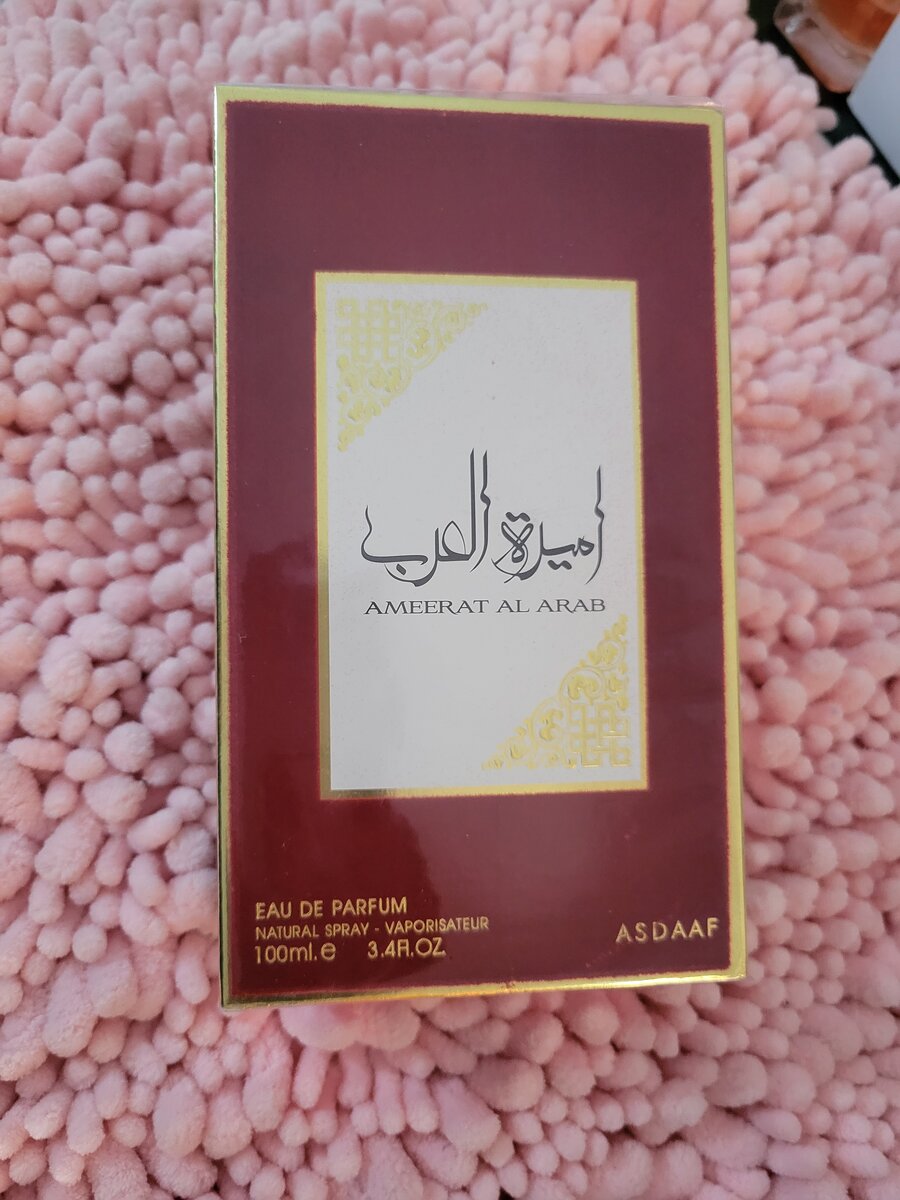 اميرة العرب
AMEERAT AL ARAB
EAU DE PARFUM
NATURAL SPRAY - VAPORISATEUR
100ml. e 3.4Fl.OZ
ASDAAF